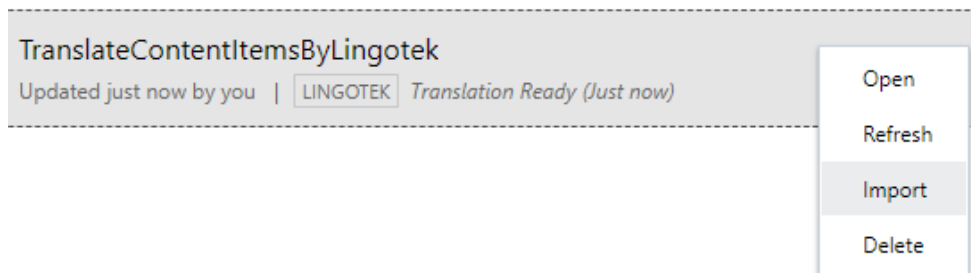 TranslateContentItemsByLingotek
Updated just now by you | LINGOTEK Translation Ready (Just now)
Open
Refresh
Import
Delete